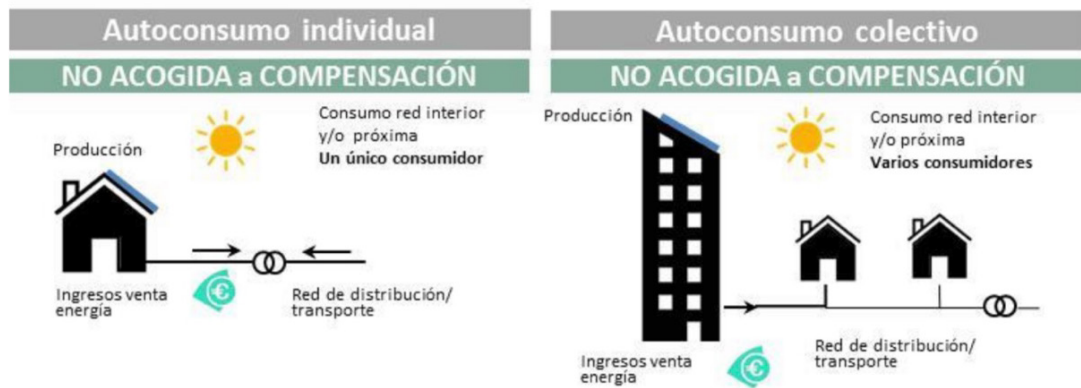 Autoconsumo individual
NO ACOGIDA a COMPENSACIÓN
Consumo red interior
y/o próxima
Un único consumidor
Producción
Ingresos venta
energía
€
Red de distribución/
transporte
Autoconsumo colectivo
NO ACOGIDA a COMPENSACIÓN
Producción
Consumo red interior
y/o próxima
Varios consumidores
Red de distribución/
transporte
Ingresos venta
energía
€